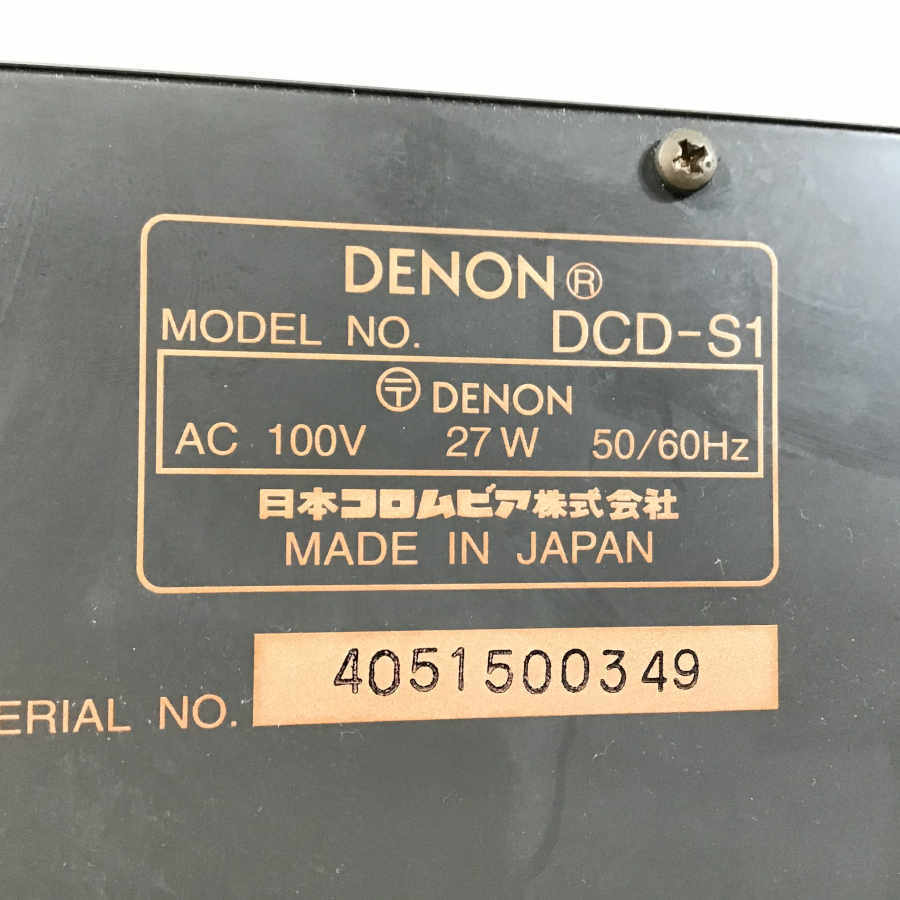 DENON®
MODEL NO. DCD-S1
〒 DENON
AC 100V 27W 50/60Hz
日本コロムビア株式会社
MADE IN JAPAN
ERIAL NO. 4051500349